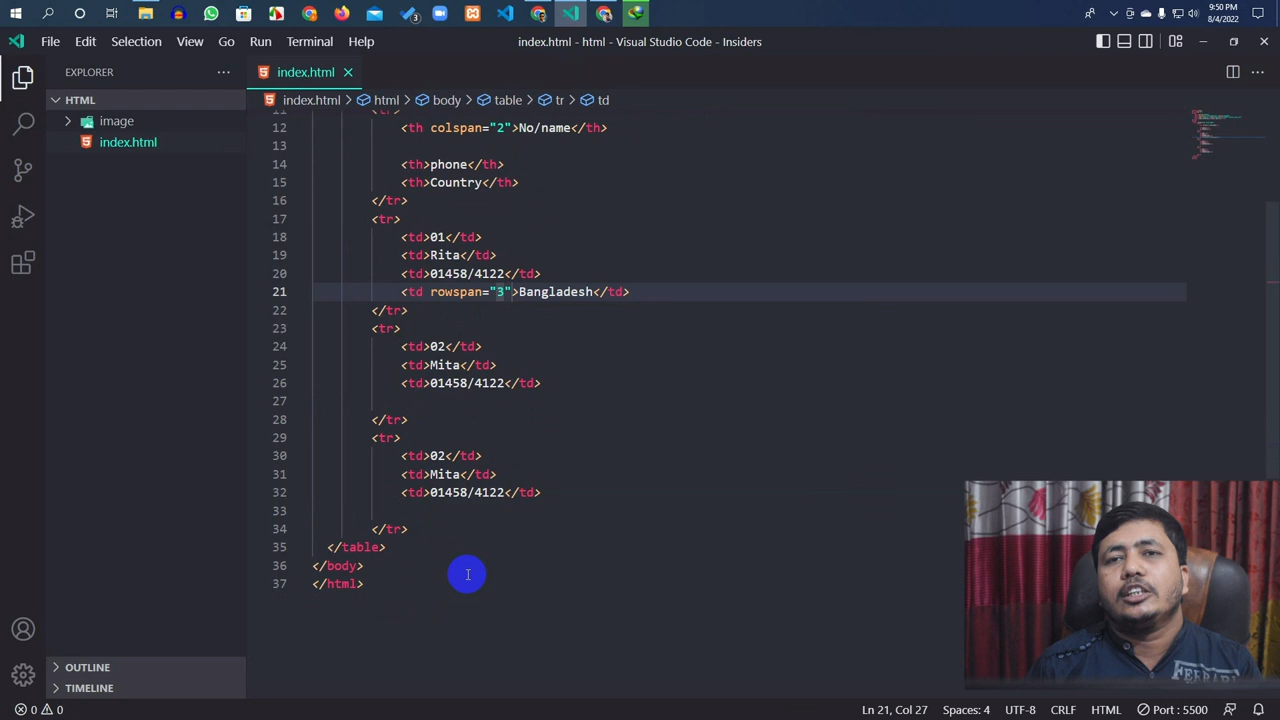 3
9:50 PM
8/4/2022
File Edit Selection View Go Run Terminal Help
index.html - html - Visual Studio Code - Insiders
EXPLORER
index.html
HTML
index.html > html > body > table > tr > td
image
index.html
12 <th colspan="2">No/name</th>
13
14 <th>phone</th>
15 <th>Country</th>
16 </tr>
17 <tr>
18 <td>01</td>
19 <td>Rita</td>
20 <td>01458/4122</td>
21 <td rowspan="3">Bangladesh</td>
22 </tr>
23 <tr>
24 <td>02</td>
25 <td>Mita</td>
26 <td>01458/4122</td>
27
28 </tr>
29 <tr>
30 <td>02</td>
31 <td>Mita</td>
32 <td>01458/4122</td>
33
34 </tr>
35 </table>
36 </body>
37 </html>
FERRARI
OUTLINE
TIMELINE
0 0
Ln 21, Col 27 Spaces: 4 UTF-8 CRLF HTML Port : 5500